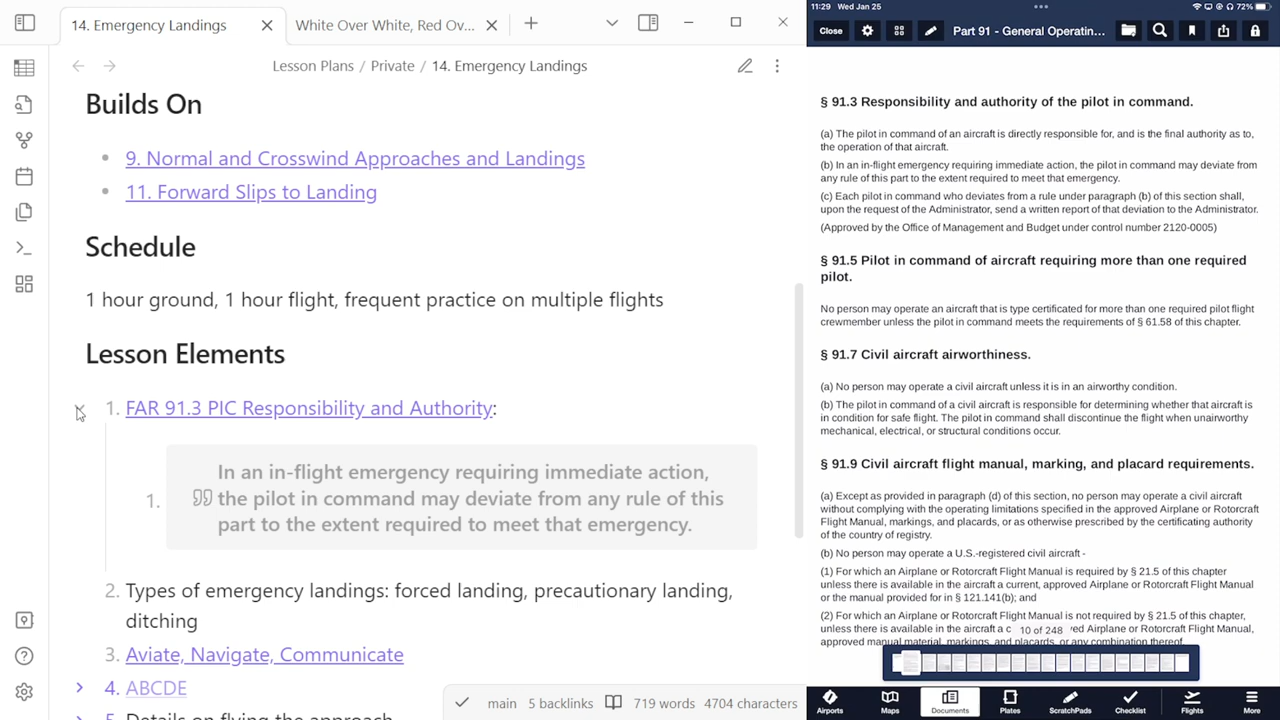 14. Emergency Landings
White Over White, Red Ov...
Lesson Plans / Private / 14. Emergency Landings
Builds On
9. Normal and Crosswind Approaches and Landings
11. Forward Slips to Landing
Schedule
1 hour ground, 1 hour flight, frequent practice on multiple flights
Lesson Elements
1. FAR 91.3 PIC Responsibility and Authority:
1. In an in-flight emergency requiring immediate action,
the pilot in command may deviate from any rule of this
part to the extent required to meet that emergency.
2. Types of emergency landings: forced landing, precautionary landing,
ditching
3. Aviate, Navigate, Communicate
4. ABCDE
5. Details on flying the approach
main 5 backlinks 719 words 4704 characters
11:29 Wed Jan 25
72%
Close
Part 91 - General Operatin...
§ 91.3 Responsibility and authority of the pilot in command.
(a) The pilot in command of an aircraft is directly responsible for, and is the final authority as to,
the operation of that aircraft.
(b) In an in-flight emergency requiring immediate action, the pilot in command may deviate from
any rule of this part to the extent required to meet that emergency.
(c) Each pilot in command who deviates from a rule under paragraph (b) of this section shall,
upon the request of the Administrator, send a written report of that deviation to the Administrator.
(Approved by the Office of Management and Budget under control number 2120-0005)
§ 91.5 Pilot in command of aircraft requiring more than one required
pilot.
No person may operate an aircraft that is type certificated for more than one required pilot flight
crewmember unless the pilot in command meets the requirements of § 61.58 of this chapter.
§ 91.7 Civil aircraft airworthiness.
(a) No person may operate a civil aircraft unless it is in an airworthy condition.
(b) The pilot in command of a civil aircraft is responsible for determining whether that aircraft is
in condition for safe flight. The pilot in command shall discontinue the flight when unairworthy
mechanical, electrical, or structural conditions occur.
§ 91.9 Civil aircraft flight manual, marking, and placard requirements.
(a) Except as provided in paragraph (d) of this section, no person may operate a civil aircraft
without complying with the operating limitations specified in the approved Airplane or Rotorcraft
Flight Manual, markings, and placards, or as otherwise prescribed by the certificating authority
of the country of registry.
(b) No person may operate a U.S.-registered civil aircraft -
(1) For which an Airplane or Rotorcraft Flight Manual is required by § 21.5 of this chapter
unless there is available in the aircraft a current, approved Airplane or Rotorcraft Flight Manual
or the manual provided for in § 121.141(b); and
(2) For which an Airplane or Rotorcraft Flight Manual is not required by § 21.5 of this chapter,
unless there is available in the aircraft a c 10 of 248 ved Airplane or Rotorcraft Flight Manual,
approved manual material, markings, and placards, or any combination thereof.
Airports Maps Documents Plates ScratchPads Checklist Flights More